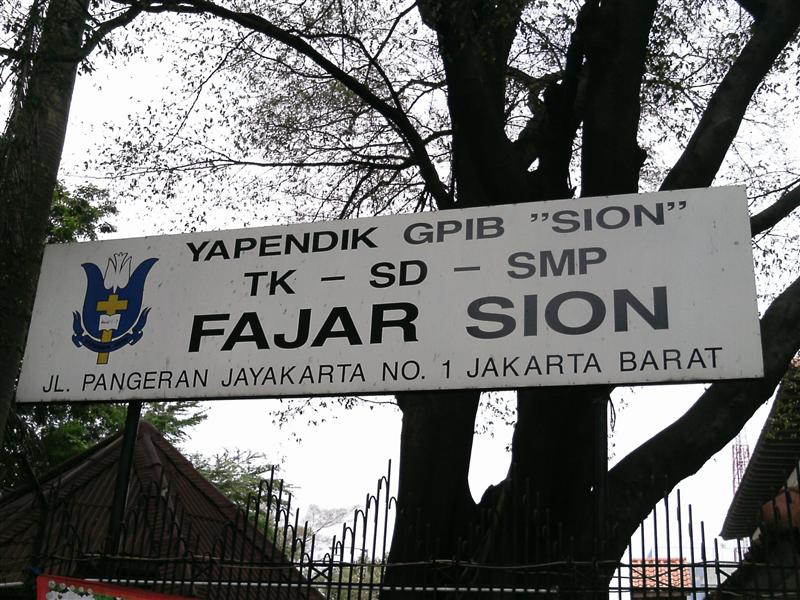 YAPENDIK GPIB "SION"
TK – SD – SMP
FAJAR SION
JL. PANGERAN JAYAKARTA NO. 1 JAKARTA BARAT